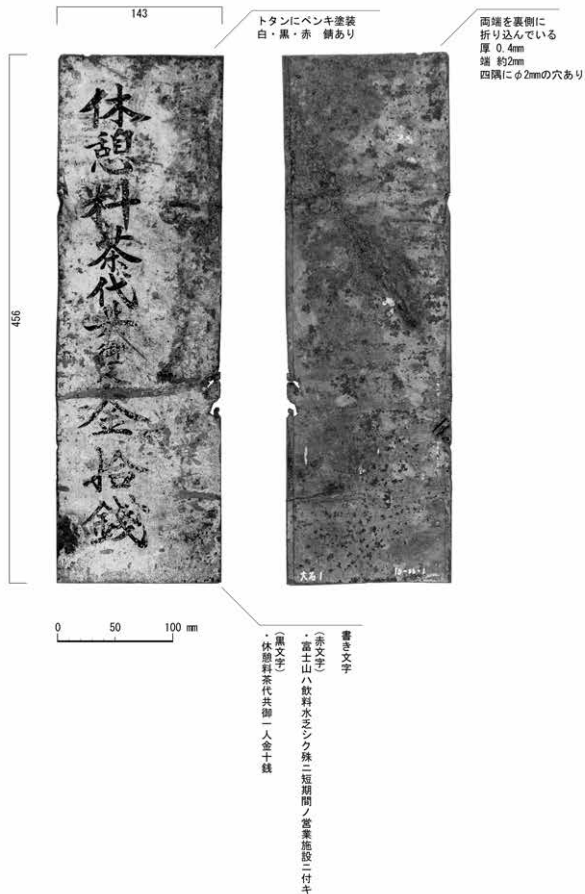 143
トタンにペンキ塗装
白・黒・赤 錆あり
両端を裏側に
折り込んでいる
厚 0.4mm
端 約2mm
四隅にφ2mmの穴あり
456
休憩料茶代共御一人金拾錢
大石1
0 50 100 mm
書き文字
(赤文字)
・富士山ハ飲料水乏シク殊ニ短期間ノ営業施設ニ付キ
(黒文字)
・休憩料茶代共御一人金十銭